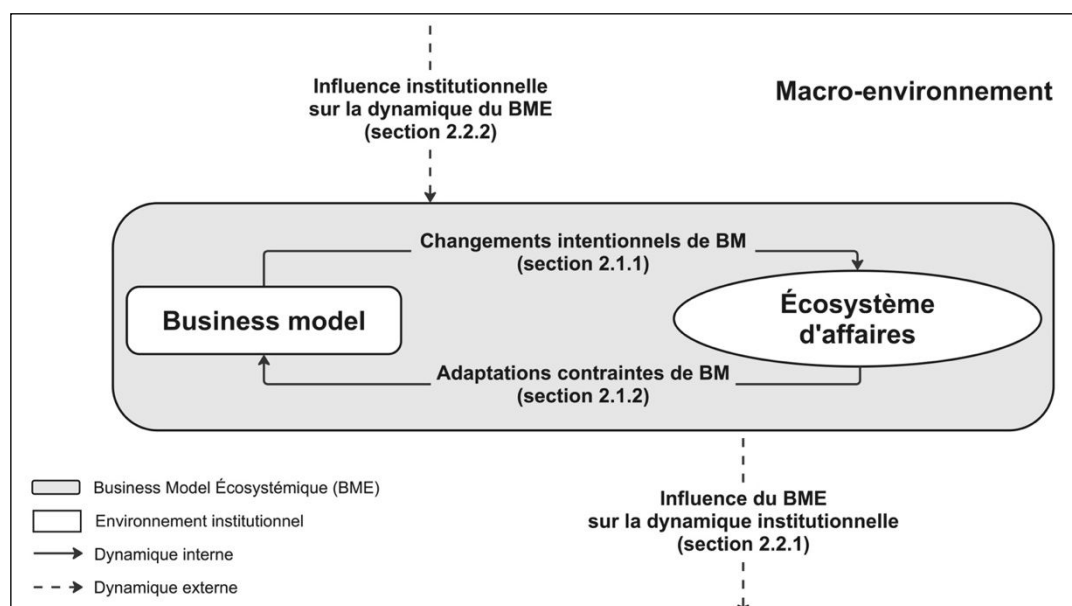 Influence institutionnelle
sur la dynamique du BME
(section 2.2.2)
Macro-environnement
Changements intentionnels de BM
(section 2.1.1)
Business model
Écosystème
d'affaires
Adaptations contraintes de BM
(section 2.1.2)
Influence du BME
sur la dynamique institutionnelle
(section 2.2.1)
Business Model Écosystémique (BME)
Environnement institutionnel
Dynamique interne
Dynamique externe